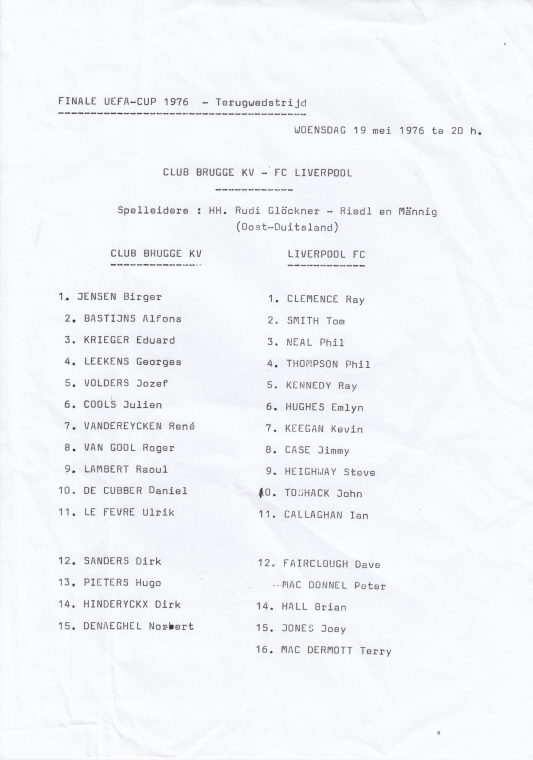 FINALE UEFA-CUP 1976 - Terugwedstrijd
WOENSDAG 19 mei 1976 te 20 h.
CLUB BRUGGE KV - FC LIVERPOOL
Spelleiders : HH. Rudi Glöckner - Riedl en Männig
(Oost-Duitsland)
CLUB BRUGGE KV
1. JENSEN Birger
2. BASTIJNS Alfons
3. KRIEGER Eduard
4. LEEKENS Georges
5. VOLDERS Jozef
6. COOLS Julien
7. VANDEREYCKEN René
8. VAN GOOL Roger
9. LAMBERT Raoul
10. DE CUBBER Daniel
11. LE FEVRE Ulrik
12. SANDERS Dirk
13. PIETERS Hugo
14. HINDERYCKX Dirk
15. DENAEGHEL Norbert
LIVERPOOL FC
1. CLEMENCE Ray
2. SMITH Tom
3. NEAL Phil
4. THOMPSON Phil
5. KENNEDY Ray
6. HUGHES Emlyn
7. KEEGAN Kevin
8. CASE Jimmy
9. HEIGHWAY Steve
10. TOSHACK John
11. CALLAGHAN Ian
12. FAIRCLOUGH Dave
MAC DONNEL Peter
14. HALL Brian
15. JONES Joey
16. MAC DERMOTT Terry